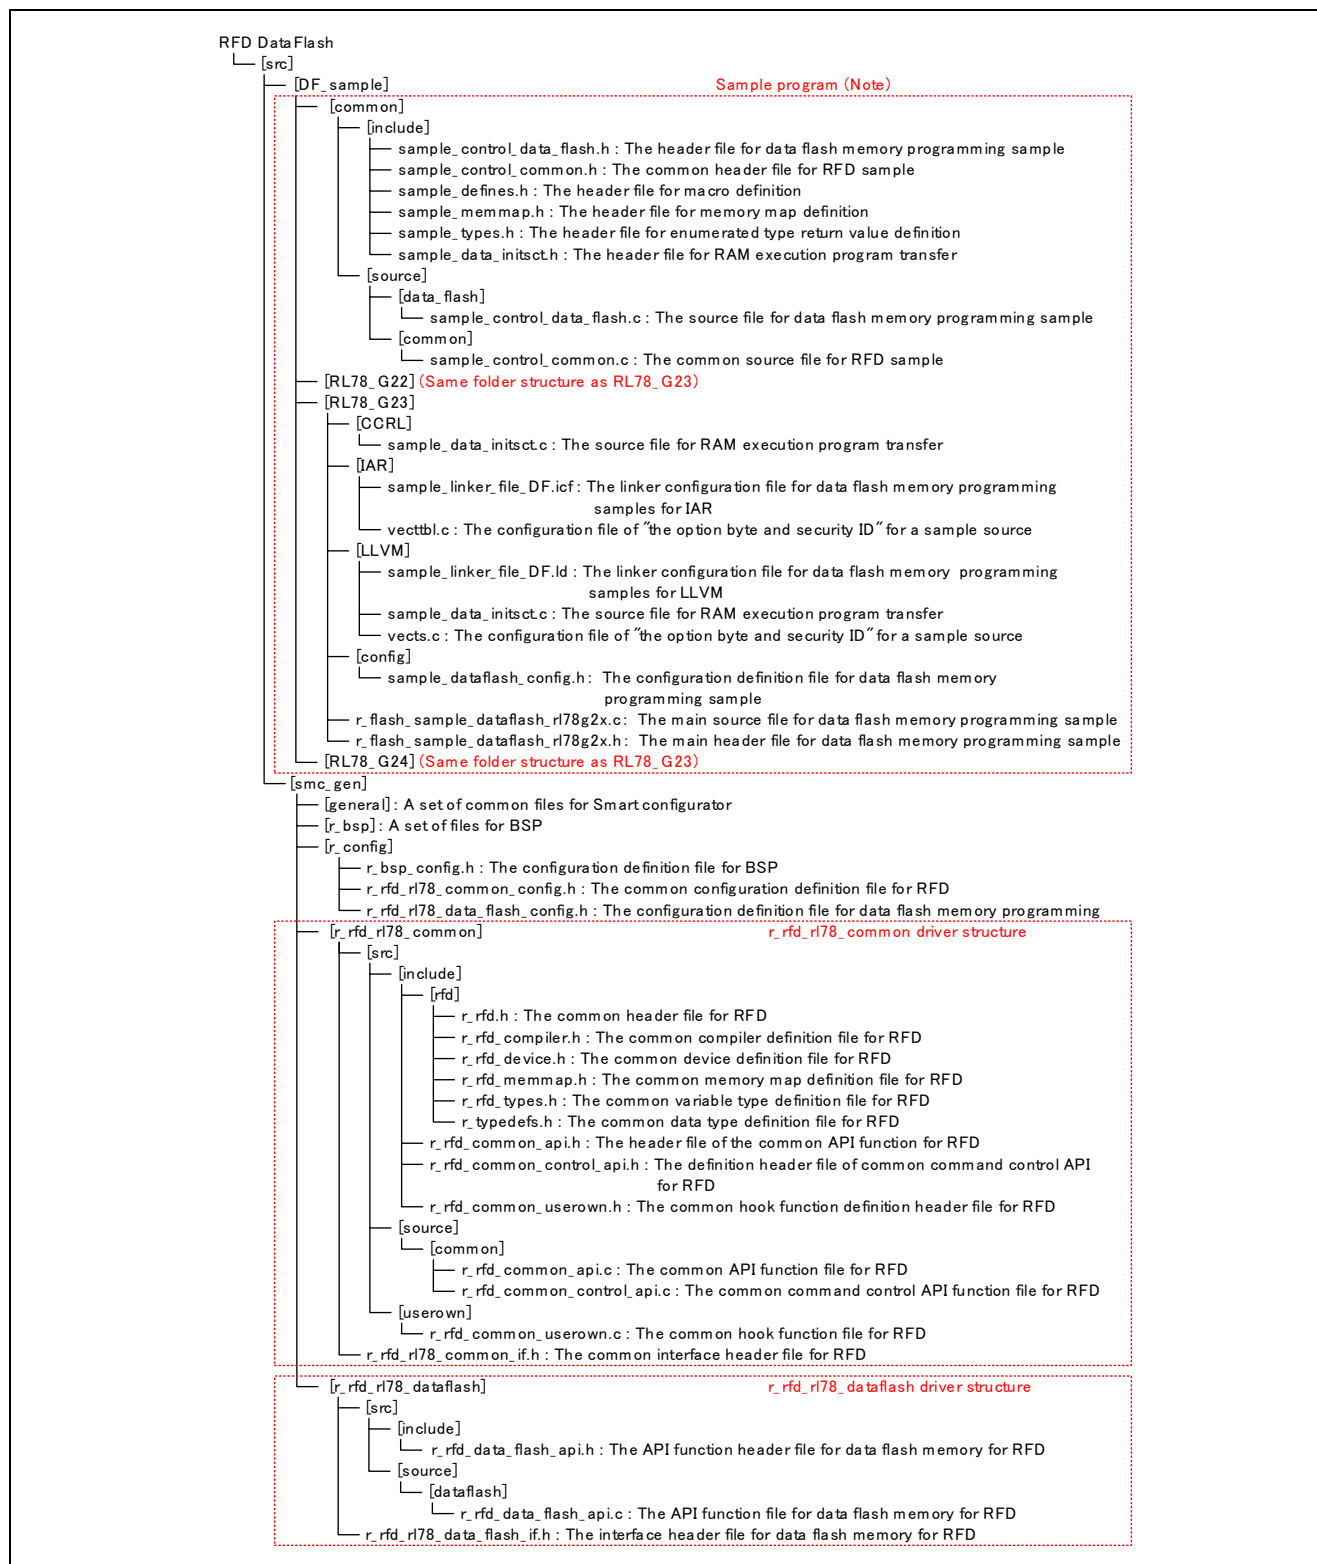 RFD DataFlash
[src]
[DF_sample] Sample program (Note)
[common]
[include]
sample_control_data_flash.h : The header file for data flash memory programming sample
sample_control_common.h : The common header file for RFD sample
sample_defines.h : The header file for macro definition
sample_memmap.h : The header file for memory map definition
sample_types.h : The header file for enumerated type return value definition
sample_data_initsct.h : The header file for RAM execution program transfer
[source]
[data_flash]
sample_control_data_flash.c : The source file for data flash memory programming sample
[common]
sample_control_common.c : The common source file for RFD sample
[RL78_G22] (Same folder structure as RL78_G23)
[RL78_G23]
[CCRL]
sample_data_initsct.c : The source file for RAM execution program transfer
[IAR]
sample_linker_file_DF.icf : The linker configuration file for data flash memory programming
samples for IAR
vecttbl.c : The configuration file of "the option byte and security ID" for a sample source
[LLVM]
sample_linker_file_DF.ld : The linker configuration file for data flash memory programming
samples for LLVM
sample_data_initsct.c : The source file for RAM execution program transfer
vects.c : The configuration file of "the option byte and security ID" for a sample source
[config]
sample_dataflash_config.h : The configuration definition file for data flash memory
programming sample
r_flash_sample_dataflash_rl78g2x.c : The main source file for data flash memory programming sample
r_flash_sample_dataflash_rl78g2x.h : The main header file for data flash memory programming sample
[RL78_G24] (Same folder structure as RL78_G23)
[smc_gen]
[general] : A set of common files for Smart configurator
[r_bsp] : A set of files for BSP
[r_config]
r_bsp_config.h : The configuration definition file for BSP
r_rfd_rl78_common_config.h : The common configuration definition file for RFD
r_rfd_rl78_data_flash_config.h : The configuration definition file for data flash memory programming
[r_rfd_rl78_common] r_rfd_rl78_common driver structure
[src]
[include]
[rfd]
r_rfd.h : The common header file for RFD
r_rfd_compiler.h : The common compiler definition file for RFD
r_rfd_device.h : The common device definition file for RFD
r_rfd_memmap.h : The common memory map definition file for RFD
r_rfd_types.h : The common variable type definition file for RFD
r_typedefs.h : The common data type definition file for RFD
r_rfd_common_api.h : The header file of the common API function for RFD
r_rfd_common_control_api.h : The definition header file of common command control API
for RFD
r_rfd_common_userown.h : The common hook function definition header file for RFD
[source]
[common]
r_rfd_common_api.c : The common API function file for RFD
r_rfd_common_control_api.c : The common command control API function file for RFD
[userown]
r_rfd_common_userown.c : The common hook function file for RFD
r_rfd_rl78_common_if.h : The common interface header file for RFD
[r_rfd_rl78_dataflash] r_rfd_rl78_dataflash driver structure
[src]
[include]
r_rfd_data_flash_api.h : The API function header file for data flash memory for RFD
[source]
[dataflash]
r_rfd_data_flash_api.c : The API function file for data flash memory for RFD
r_rfd_rl78_data_flash_if.h : The interface header file for data flash memory for RFD